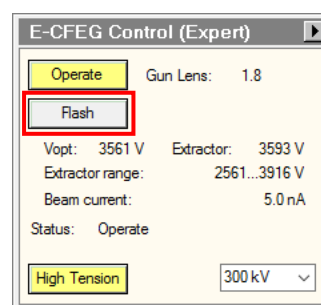 E-CFEG Control (Expert)
Operate Gun Lens: 1.8
Flash
Vopt: 3561 V Extractor: 3593 V
Extractor range: 2561...3916 V
Beam current: 5.0 nA
Status: Operate
High Tension 300 kV